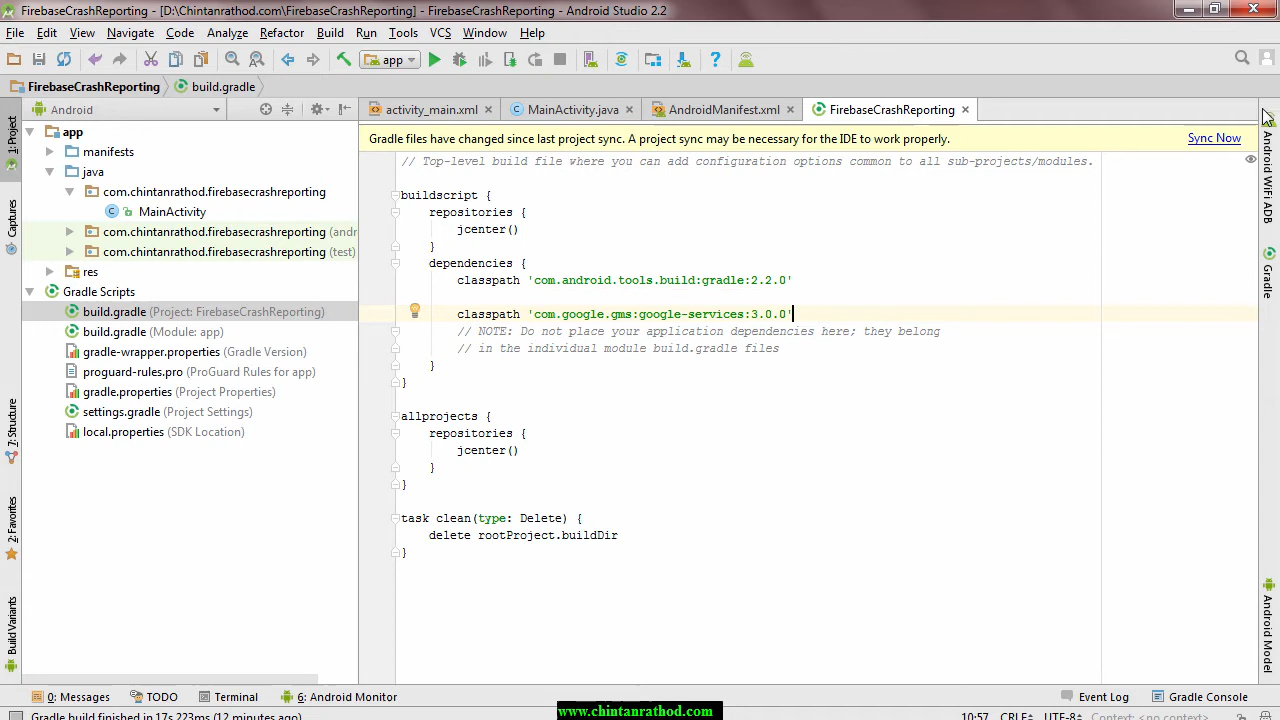 FirebaseCrashReporting - [D:\Chintanrathod.com\FirebaseCrashReporting] - FirebaseCrashReporting - Android Studio 2.2
File Edit View Navigate Code Analyze Refactor Build Run Tools VCS Window Help
app
FirebaseCrashReporting build.gradle
Android
activity_main.xml MainActivity.java AndroidManifest.xml FirebaseCrashReporting
Gradle files have changed since last project sync. A project sync may be necessary for the IDE to work properly. Sync Now
1: Project
Captures
7: Structure
2: Favorites
Build Variants
app
manifests
java
com.chintanrathod.firebasecrashreporting
MainActivity
com.chintanrathod.firebasecrashreporting (andr
com.chintanrathod.firebasecrashreporting (test)
res
Gradle Scripts
build.gradle (Project: FirebaseCrashReporting)
build.gradle (Module: app)
gradle-wrapper.properties (Gradle Version)
proguard-rules.pro (ProGuard Rules for app)
gradle.properties (Project Properties)
settings.gradle (Project Settings)
local.properties (SDK Location)
// Top-level build file where you can add configuration options common to all sub-projects/modules.
buildscript {
repositories {
jcenter()
}
dependencies {
classpath 'com.android.tools.build:gradle:2.2.0'
classpath 'com.google.gms:google-services:3.0.0'
// NOTE: Do not place your application dependencies here; they belong
// in the individual module build.gradle files
}
}
allprojects {
repositories {
jcenter()
}
}
task clean(type: Delete) {
delete rootProject.buildDir
}
Android WiFi ADB
Gradle
Android Model
0: Messages TODO Terminal 6: Android Monitor Event Log Gradle Console
www.chintanrathod.com
Gradle build finished in 17s 223ms (12 minutes ago) 10:57 CRLF UTF-8 Context: <no context>